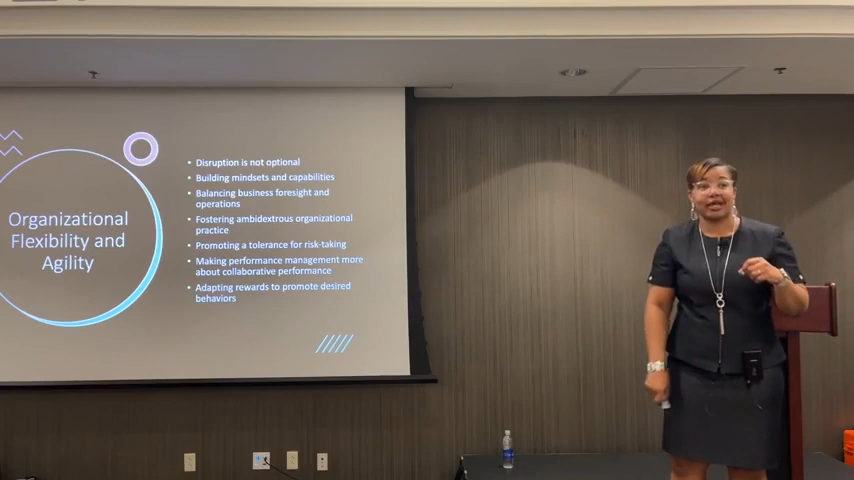 Organizational
Flexibility and
Agility
• Disruption is not optional
• Building mindsets and capabilities
• Balancing business foresight and
operations
• Fostering ambidextrous organizational
practice
• Promoting a tolerance for risk-taking
• Making performance management more
about collaborative performance
• Adapting rewards to promote desired
behaviors